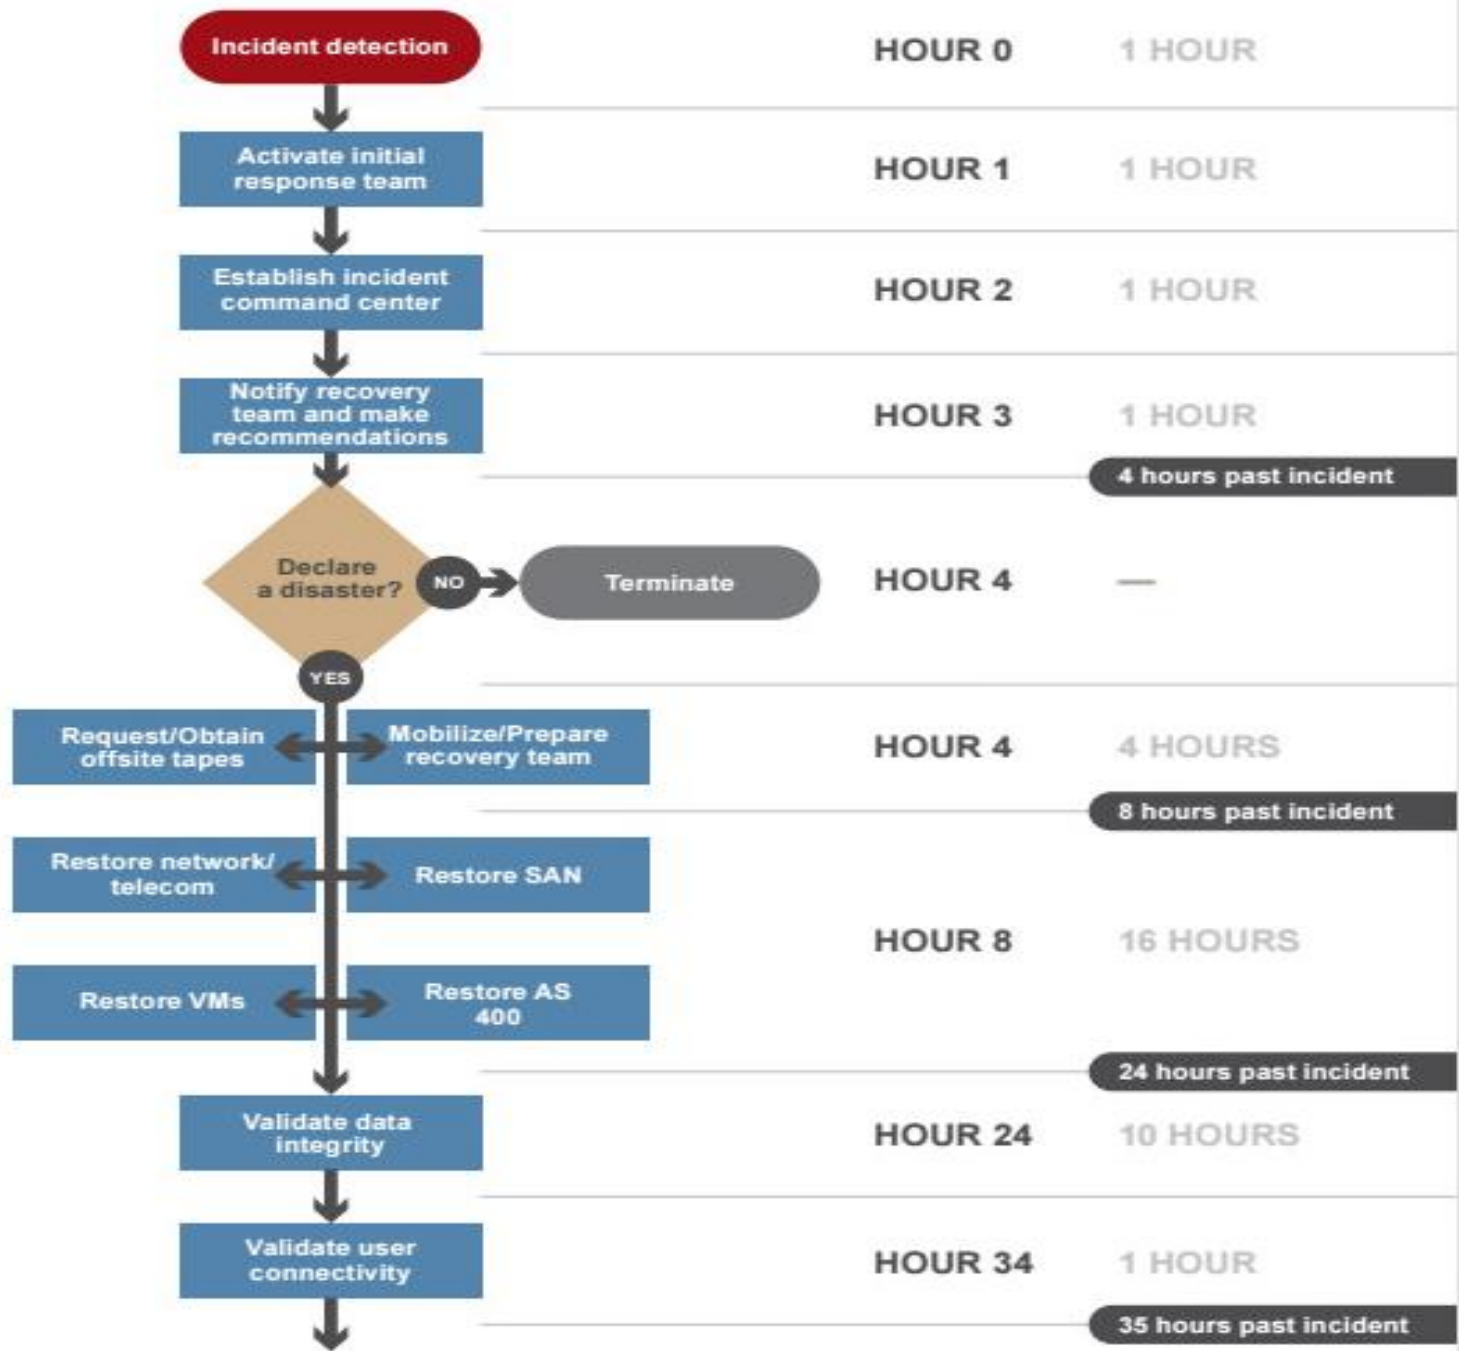 Incident detection
HOUR 0
1 HOUR
Activate initial
response team
HOUR 1
1 HOUR
Establish incident
command center
HOUR 2
1 HOUR
Notify recovery
team and make
recommendations
HOUR 3
1 HOUR
4 hours past incident
Declare
a disaster?
NO
Terminate
HOUR 4
—
YES
Request/Obtain
offsite tapes
Mobilize/Prepare
recovery team
HOUR 4
4 HOURS
8 hours past incident
Restore network/
telecom
Restore SAN
HOUR 8
16 HOURS
Restore VMs
Restore AS
400
24 hours past incident
Validate data
integrity
HOUR 24
10 HOURS
Validate user
connectivity
HOUR 34
1 HOUR
35 hours past incident